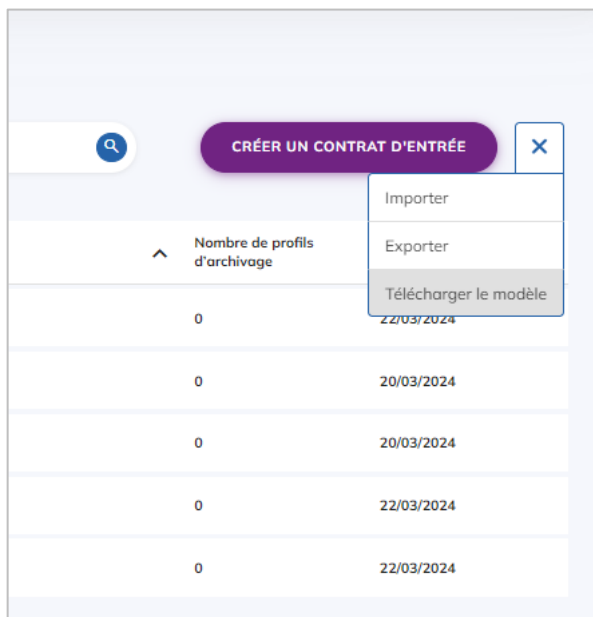 CRÉER UN CONTRAT D'ENTRÉE
Importer
Exporter
Télécharger le modèle
Nombre de profils
d'archivage
0
22/03/2024
0
20/03/2024
0
20/03/2024
0
22/03/2024
0
22/03/2024